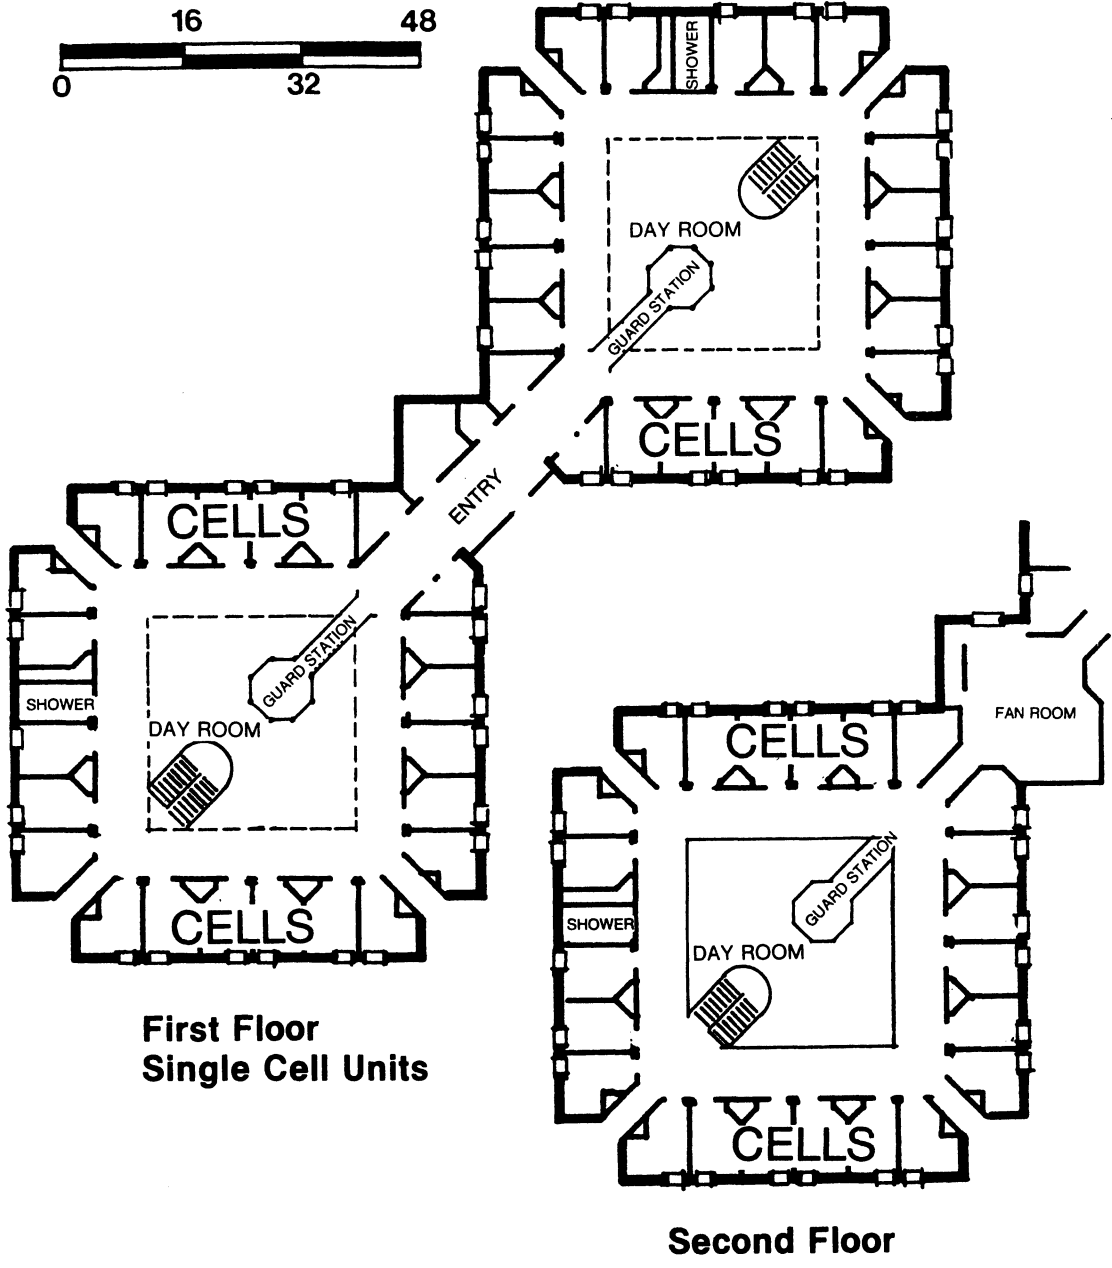 16 48
0 32
SHOWER
DAY ROOM
GUARD STATION
CELLS
ENTRY
CELLS
GUARD STATION
SHOWER
DAY ROOM
CELLS
First Floor
Single Cell Units
FAN ROOM
CELLS
GUARD STATION
SHOWER
DAY ROOM
CELLS
Second Floor